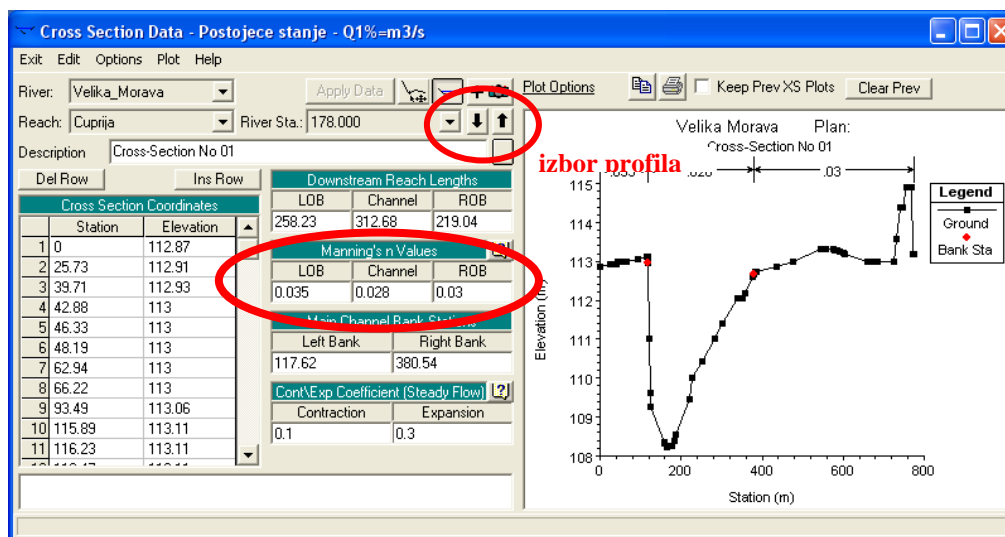 Cross Section Data - Postojece stanje - Q1%=m3/s
Exit Edit Options Plot Help
River: Velika_Morava
Apply Data
Reach: Cuprija
River Sta.: 178.000
Description Cross-Section No 01
Del Row
Ins Row
Cross Section Coordinates
Station Elevation
1 0 112.87
2 25.73 112.91
3 39.71 112.93
4 42.88 113
5 46.33 113
6 48.19 113
7 62.94 113
8 66.22 113
9 93.49 113.06
10 115.89 113.11
11 116.23 113.11
Downstream Reach Lengths
LOB Channel ROB
258.23 312.68 219.04
Manning's n Values
LOB Channel ROB
0.035 0.028 0.03
Main Channel Bank Stations
Left Bank Right Bank
117.62 380.54
Cont\Exp Coefficient (Steady Flow)
Contraction Expansion
0.1 0.3
Plot Options
Keep Prev XS Plots
Clear Prev
Velika Morava Plan:
Cross-Section No 01
izbor profila
.03
115
114
113
112
111
110
109
108
0 200 400 600 800
Station (m)
Elevation (m)
Legend
Ground
Bank Sta